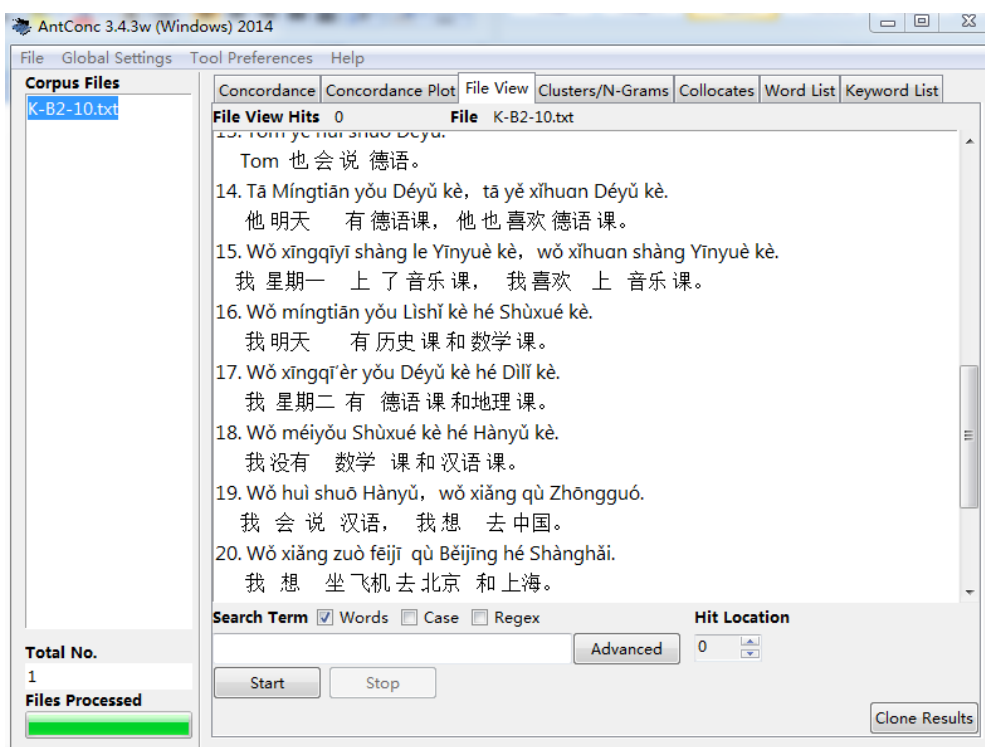 AntConc 3.4.3w (Windows) 2014
File Global Settings Tool Preferences Help
Corpus Files
K-B2-10.txt
Concordance Concordance Plot File View Clusters/N-Grams Collocates Word List Keyword List
File View Hits 0 File K-B2-10.txt
13. Tom yě huì shuō Déyǔ.
Tom 也 会 说 德语。
14. Tā Míngtiān yǒu Déyǔ kè，tā yě xǐhuɑn Déyǔ kè.
他 明天 有 德语课，他 也 喜欢 德语 课。
15. Wǒ xīngqīyī shàng le Yīnyuè kè，wǒ xǐhuɑn shàng Yīnyuè kè.
我 星期一 上 了 音乐 课， 我 喜欢 上 音乐 课。
16. Wǒ míngtiān yǒu Lìshǐ kè hé Shùxué kè.
我 明天 有 历史 课 和 数学 课。
17. Wǒ xīngqī'èr yǒu Déyǔ kè hé Dìlǐ kè.
我 星期二 有 德语 课 和地理 课。
18. Wǒ méiyǒu Shùxué kè hé Hànyǔ kè.
我 没有 数学 课 和 汉语 课。
19. Wǒ huì shuō Hànyǔ，wǒ xiǎng qù Zhōngguó.
我 会 说 汉语， 我 想 去 中国。
20. Wǒ xiǎng zuò fēijī qù Běijīng hé Shànghǎi.
我 想 坐 飞机 去 北京 和 上海。
Search Term Words Case Regex Hit Location
Advanced 0
Start Stop
Total No.
1
Files Processed
Clone Results